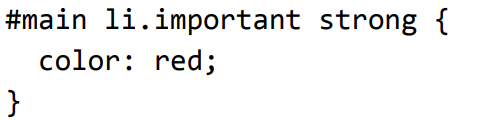 #main li.important strong {
  color: red;
}